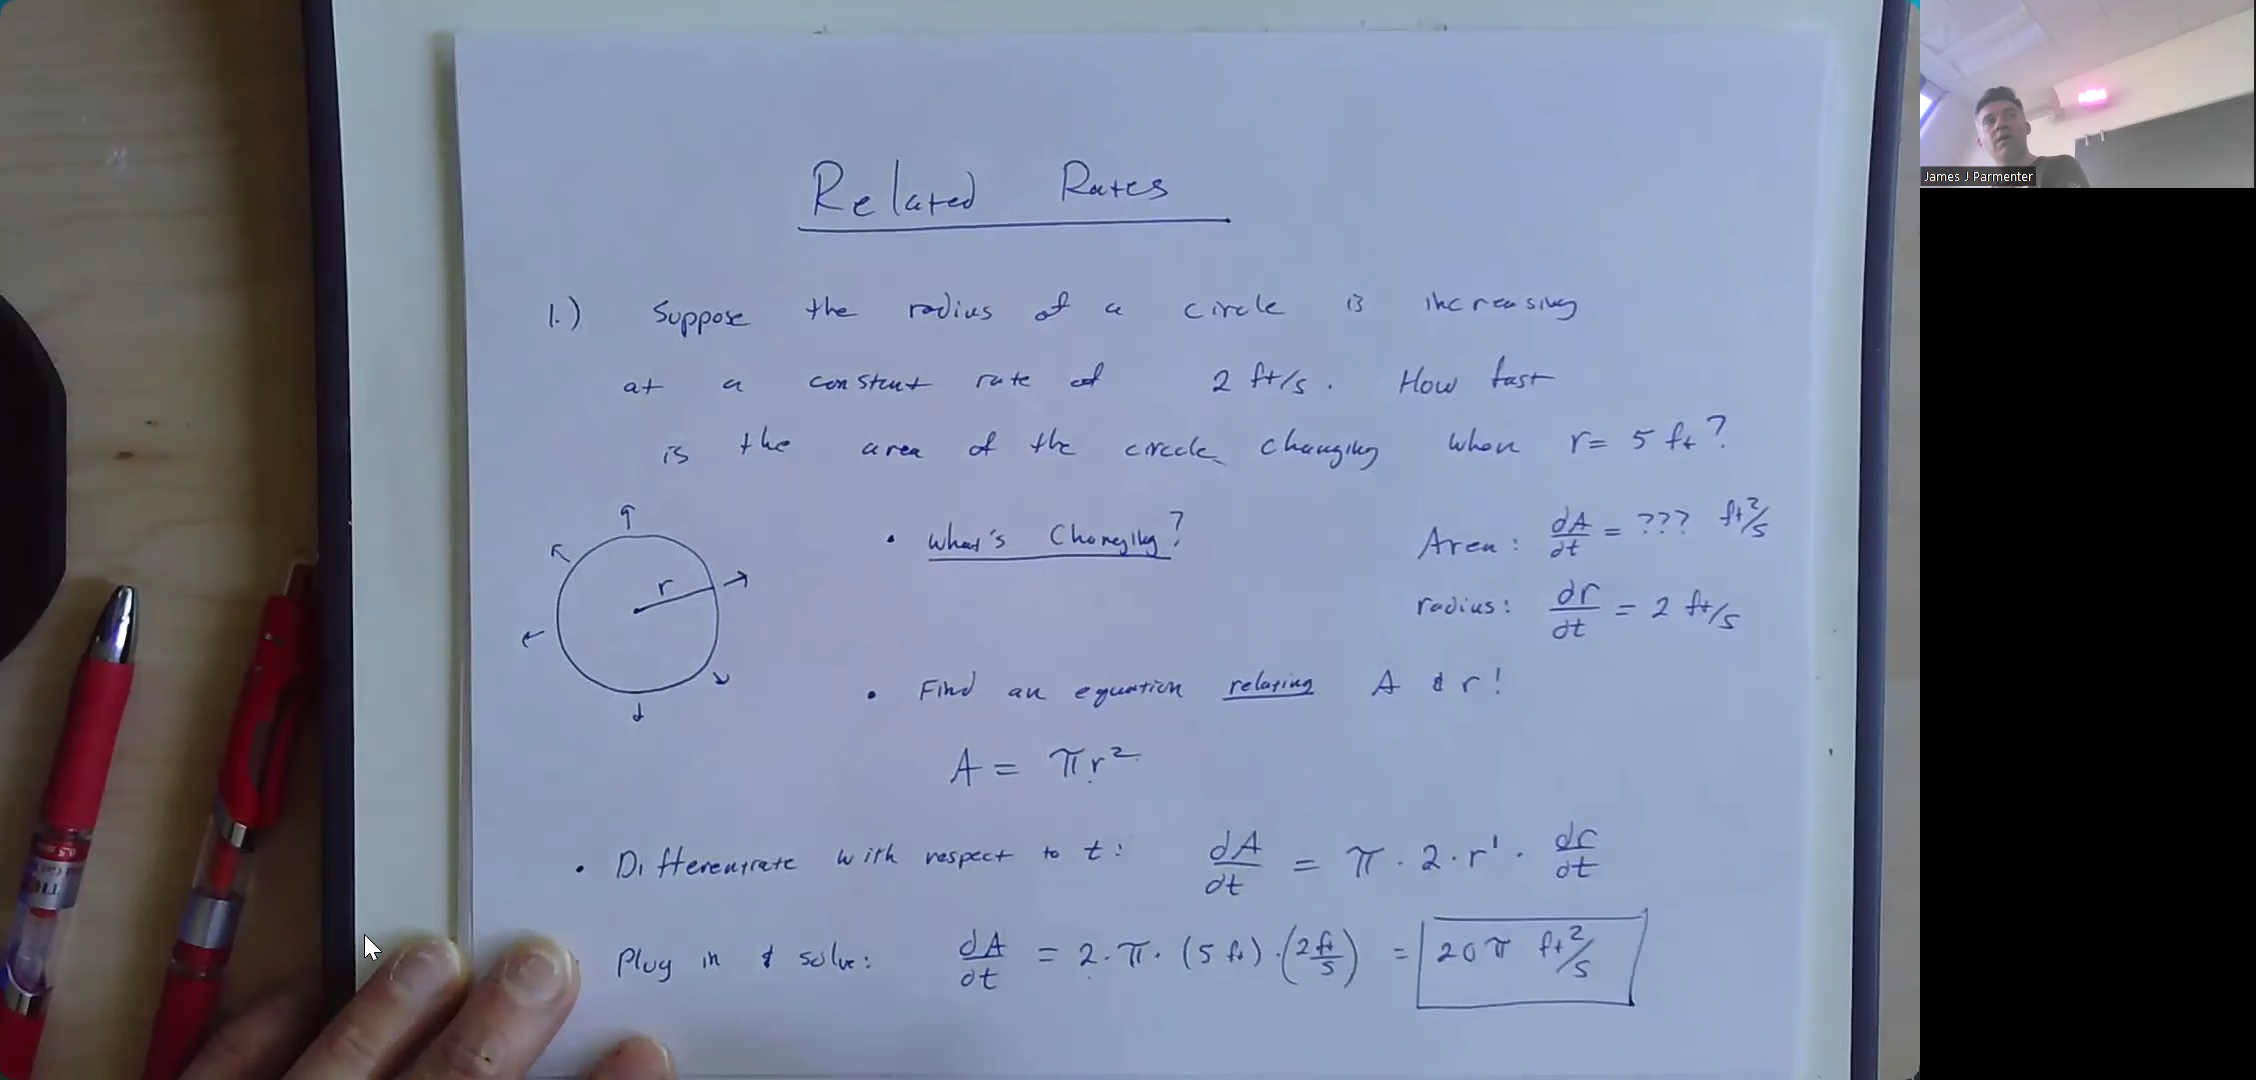 Related Rates
1.) Suppose the radius of a circle is increasing
at a constant rate of 2 ft/s. How fast
is the area of the circle changing when r= 5 ft?
r
• What's Changing?
Area: dA/dt = ??? ft²/s
radius: dr/dt = 2 ft/s
• Find an equation relating A & r!
A = πr²
• Differentiate with respect to t: dA/dt = π · 2 · r¹ · dr/dt
Plug in & solve: dA/dt = 2 · π · (5 ft) · (2 ft/s) = 20π ft²/s
James J Parmenter